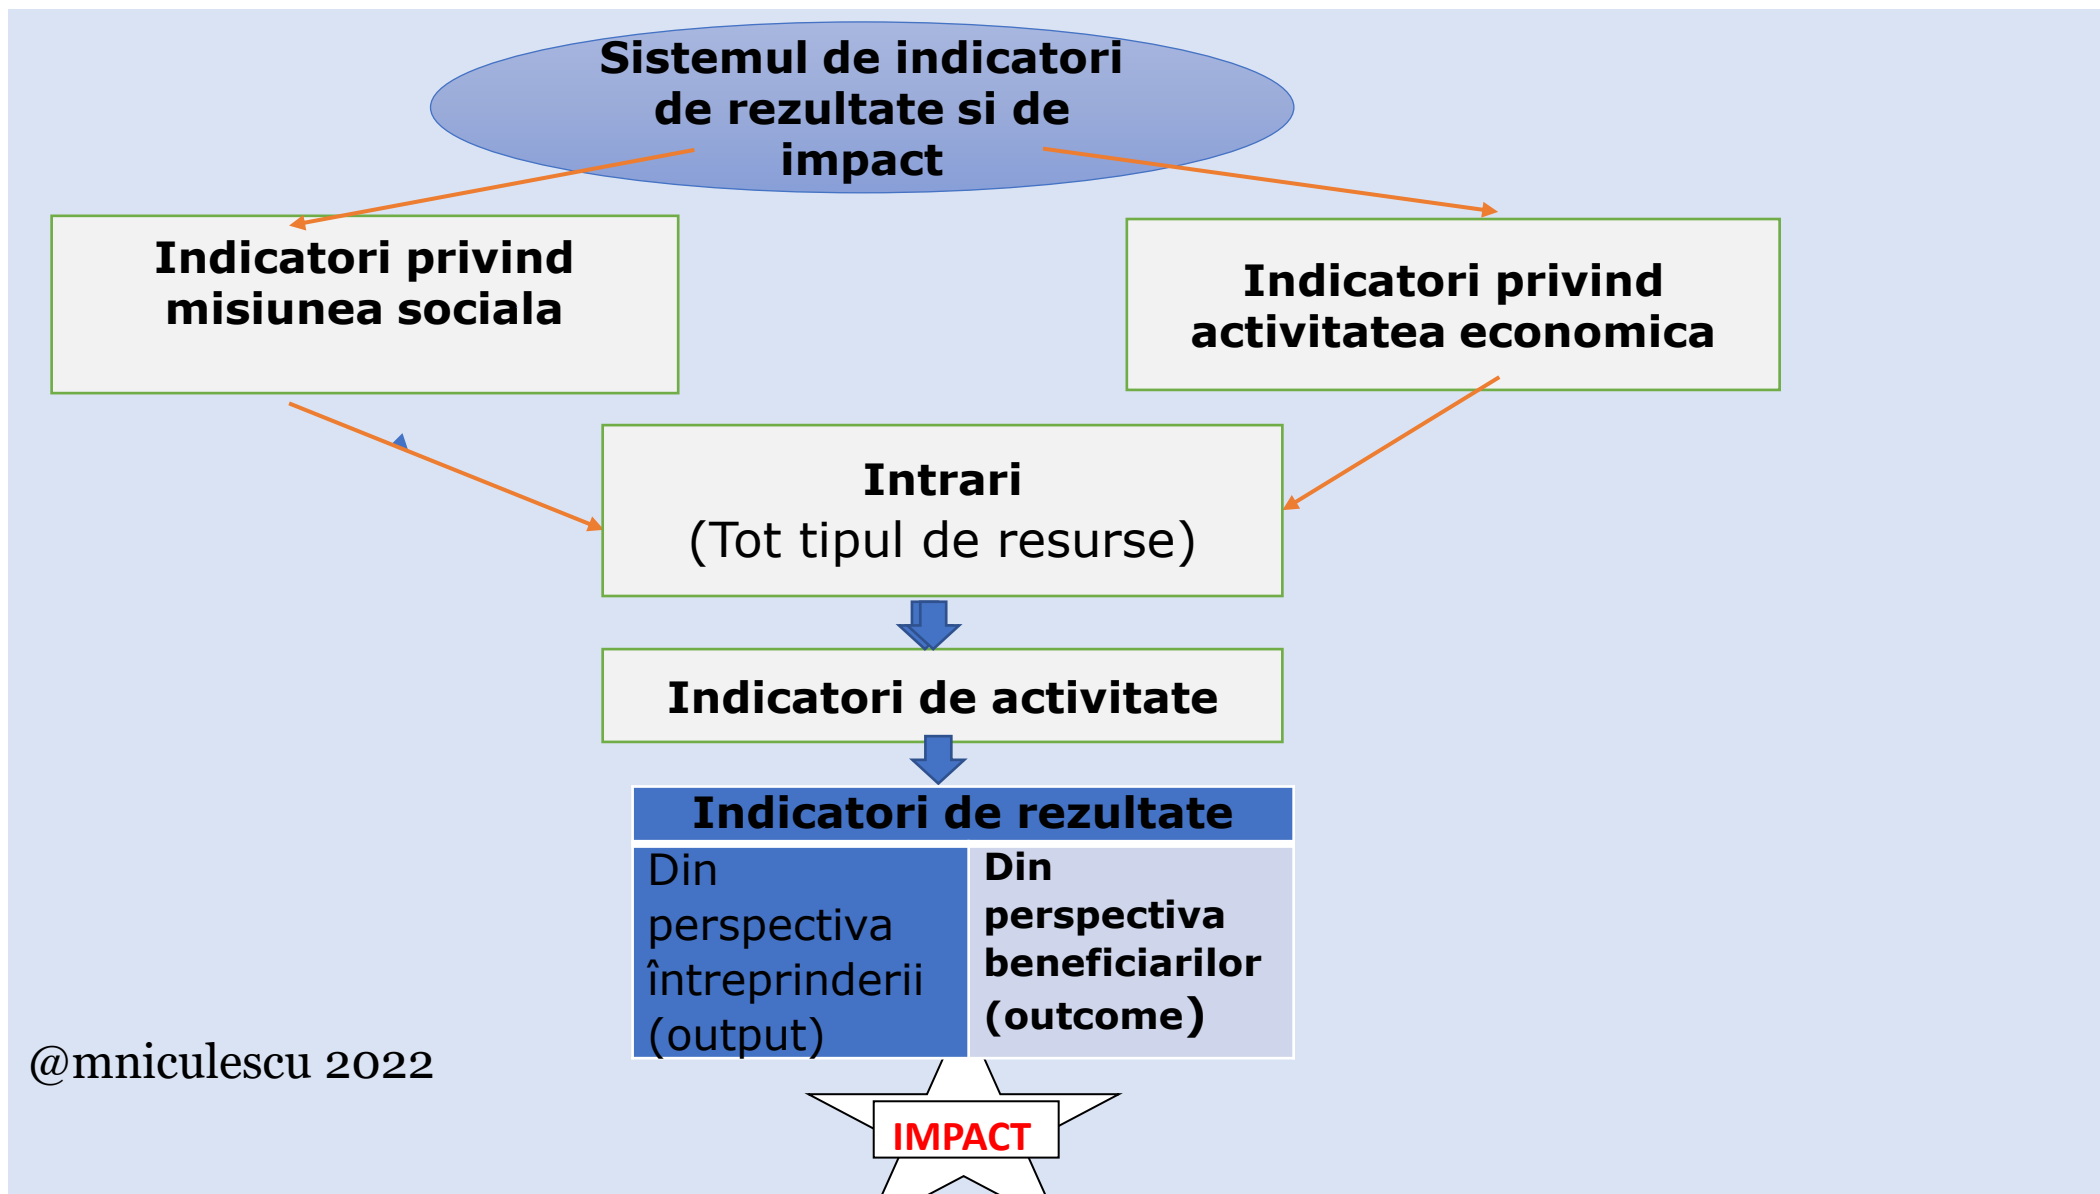 Sistemul de indicatori
de rezultate si de
impact
Indicatori privind
misiunea sociala
Indicatori privind
activitatea economica
Intrari
(Tot tipul de resurse)
Indicatori de activitate
Indicatori de rezultate
Din
perspectiva
întreprinderii
(output)
Din
perspectiva
beneficiarilor
(outcome)
@mniculescu 2022
IMPACT